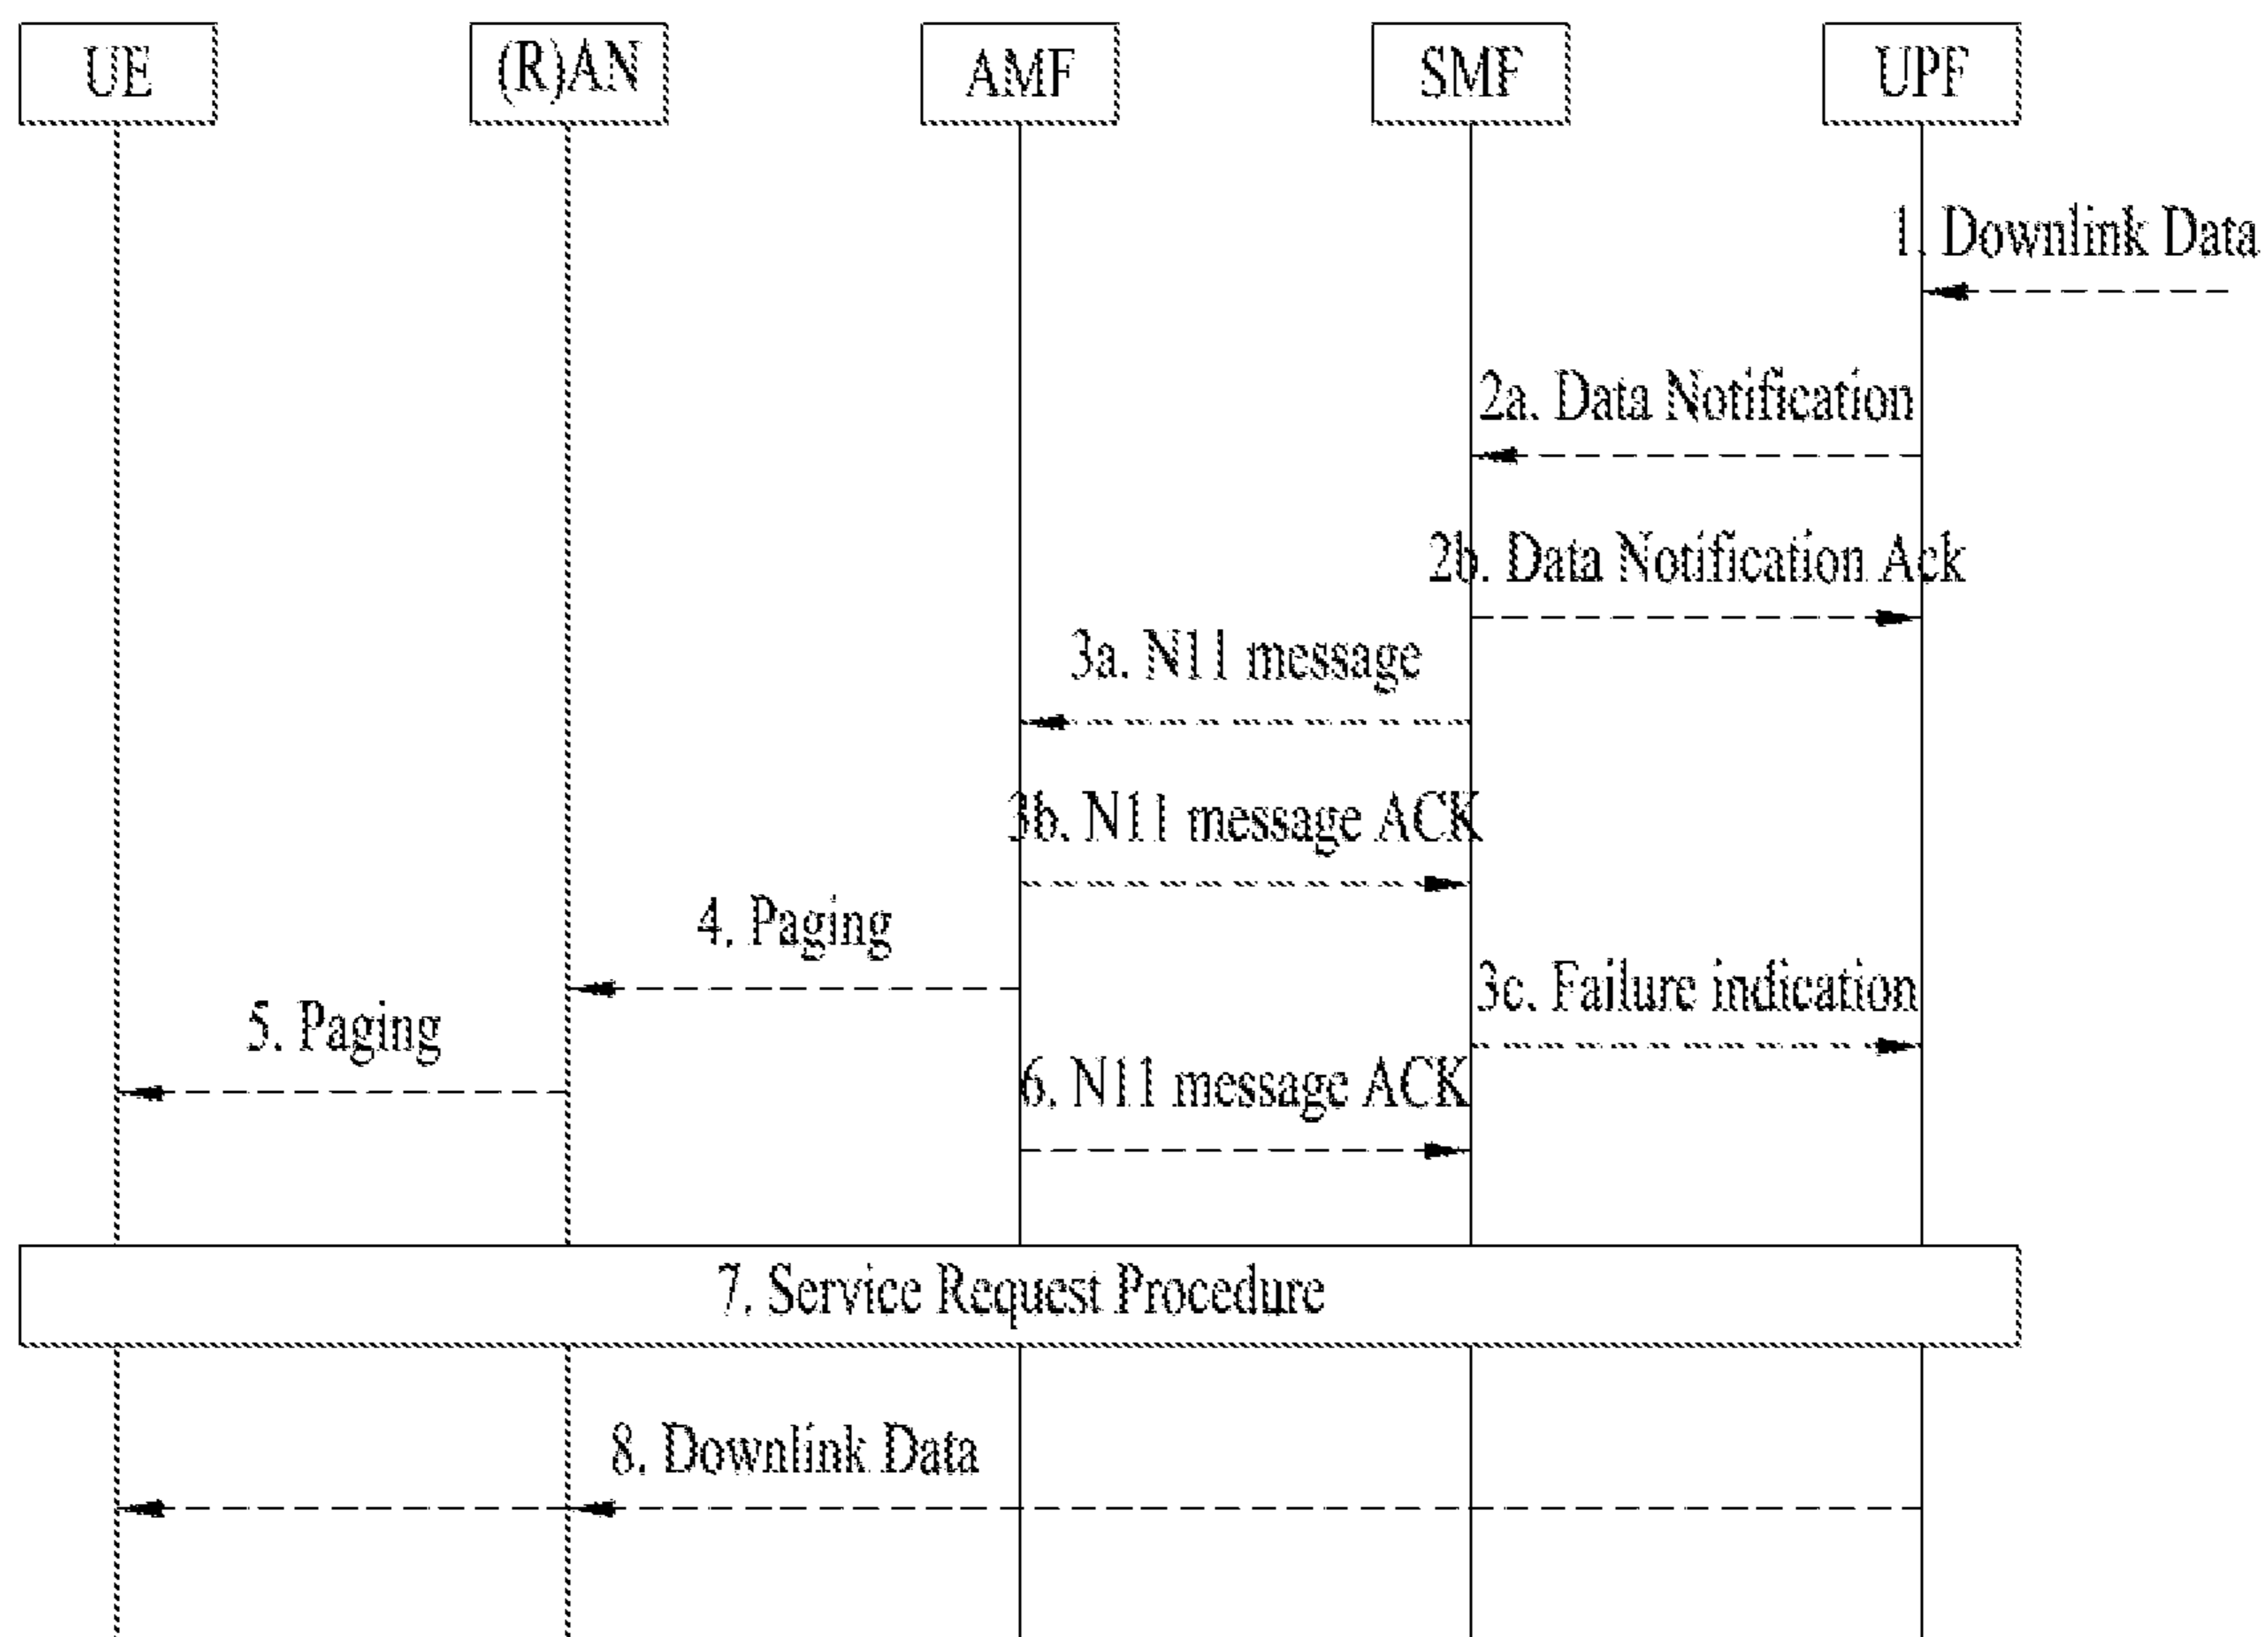 UE
(R)AN
AMF
SMF
UPF
1. Downlink Data
2a. Data Notification
2b. Data Notification Ack
3a. N11 message
3b. N11 message ACK
4. Paging
3c. Failure indication
5. Paging
6. N11 message ACK
7. Service Request Procedure
8. Downlink Data